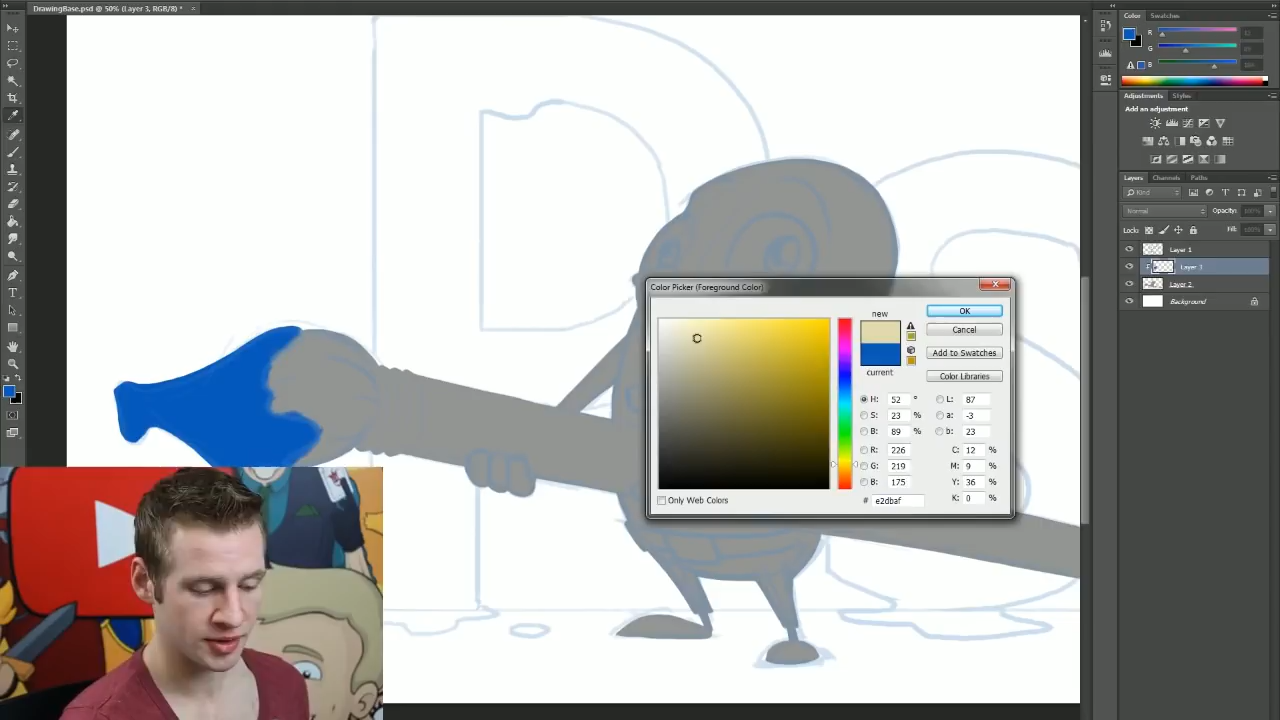 DrawingBase.psd @ 50% (Layer 3, RGB/8) * ×
Color Swatches
R
G
B
Adjustments Styles
Add an adjustment
Layers Channels Paths
Kind
Normal Opacity:
Lock: Fill:
Layer 1
Layer 3
Layer 2
Background
Color Picker (Foreground Color)
new
current
OK
Cancel
Add to Swatches
Color Libraries
H: 52 °
S: 23 %
B: 89 %
R: 226
G: 219
B: 175
L: 87
a: -3
b: 23
C: 12 %
M: 9 %
Y: 36 %
K: 0 %
# e2dbaf
Only Web Colors